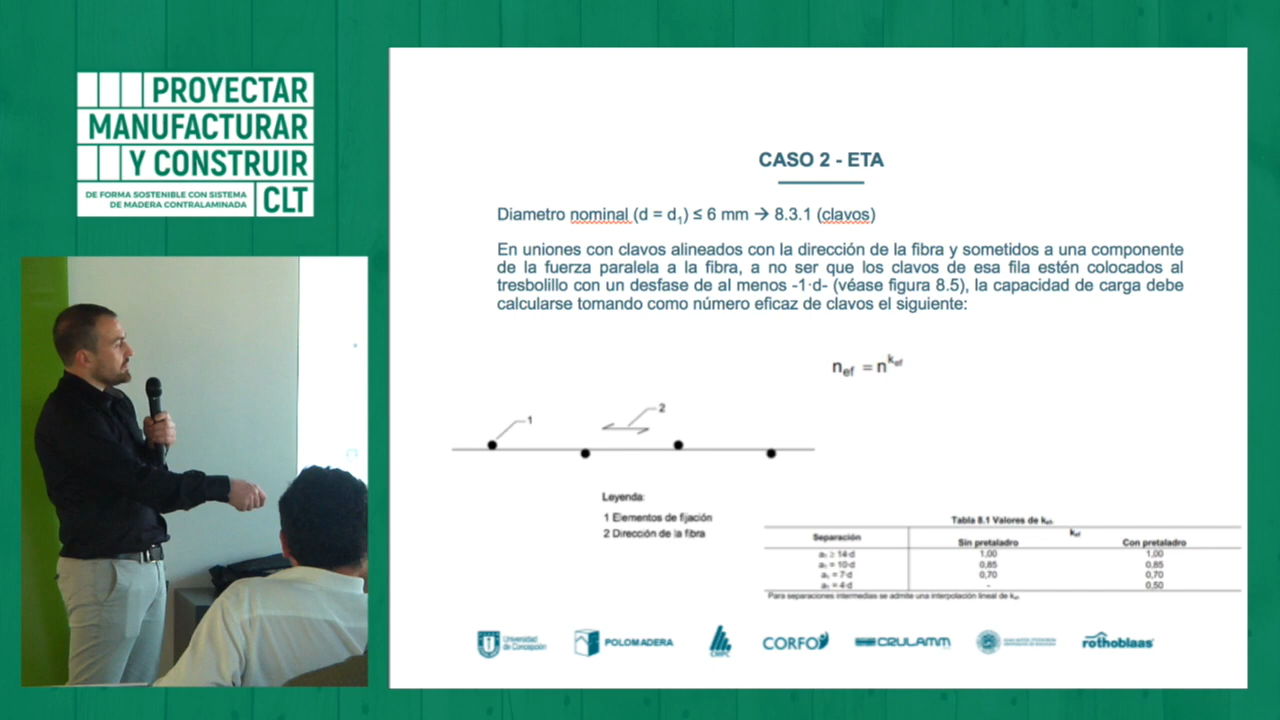 PROYECTAR
MANUFACTURAR
Y CONSTRUIR
DE FORMA SOSTENIBLE CON SISTEMA
DE MADERA CONTRALAMINADA
CLT
CASO 2 - ETA
Diametro nominal (d = d₁) ≤ 6 mm → 8.3.1 (clavos)
En uniones con clavos alineados con la dirección de la fibra y sometidos a una componente
de la fuerza paralela a la fibra, a no ser que los clavos de esa fila estén colocados al
tresbolillo con un desfase de al menos -1·d- (véase figura 8.5), la capacidad de carga debe
calcularse tomando como número eficaz de clavos el siguiente:
n_ef = n^k_ef
1
2
Leyenda:
1 Elementos de fijación
2 Dirección de la fibra
Tabla 8.1 Valores de k_ef
Separación
k_ef
Sin pretaladro
Con pretaladro
a₁ ≥ 14·d 1,00 1,00
a₁ = 10·d 0,85 0,85
a₁ = 7·d 0,70 0,70
a₁ = 4·d - 0,50
Para separaciones intermedias se admite una interpolación lineal de k_ef
Universidad
de Concepción
POLOMADERA
CMPC
CORFO
CRULAMM
rothoblaas